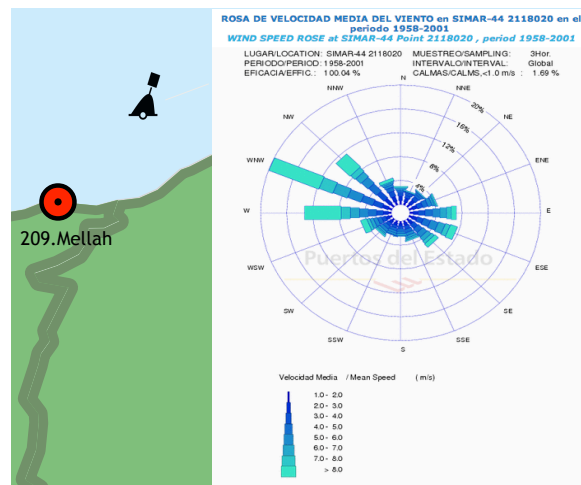 ROSA DE VELOCIDAD MEDIA DEL VIENTO en SIMAR-44 2118020 en el
periodo 1958-2001
WIND SPEED ROSE at SIMAR-44 Point 2118020 , period 1958-2001
LUGAR/LOCATION: SIMAR-44 2118020 MUESTREO/SAMPLING: 3Hor.
PERIODO/PERIOD: 1958-2001 INTERVALO/INTERVAL: Global
EFICACIA/EFFIC.: 100.04 % CALMAS/CALMS,<1.0 m/s : 1.69 %
N
NNW NNE
20%
NW NE
16%
12%
WNW ENE
8%
4%
W E
209.Mellah
Puertos del Estado
WSW ESE
SW SE
SSW SSE
S
Velocidad Media / Mean Speed (m/s)
1.0 - 2.0
2.0 - 3.0
3.0 - 4.0
4.0 - 5.0
5.0 - 6.0
6.0 - 7.0
7.0 - 8.0
> 8.0